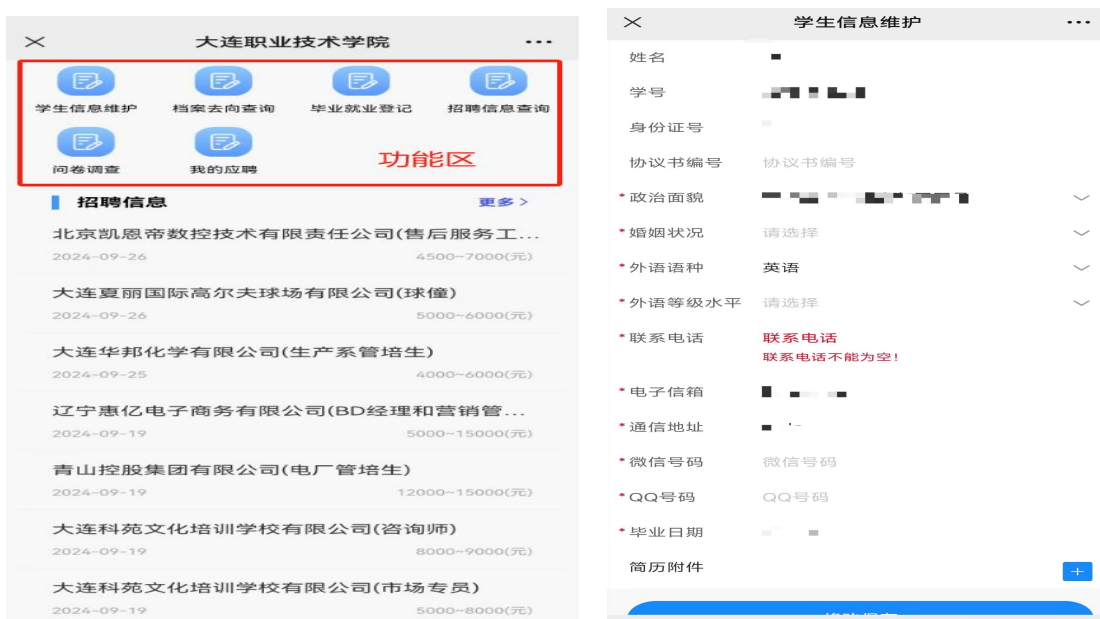 大连职业技术学院
学生信息维护 档案去向查询 毕业就业登记 招聘信息查询
问卷调查 我的应聘 功能区
招聘信息 更多 >
北京凯恩帝数控技术有限责任公司(售后服务工...
2024-09-26 4500~7000(元)
大连夏丽国际高尔夫球场有限公司(球僮)
2024-09-26 5000~6000(元)
大连华邦化学有限公司(生产系管培生)
2024-09-25 4000~6000(元)
辽宁惠亿电子商务有限公司(BD经理和营销管...
2024-09-19 5000~15000(元)
青山控股集团有限公司(电厂管培生)
2024-09-19 12000~15000(元)
大连科苑文化培训学校有限公司(咨询师)
2024-09-19 8000~9000(元)
大连科苑文化培训学校有限公司(市场专员)
2024-09-19 5000~8000(元)
学生信息维护
姓名
学号
身份证号
协议书编号 协议书编号
*政治面貌
*婚姻状况 请选择
*外语语种 英语
*外语等级水平 请选择
*联系电话 联系电话
联系电话不能为空!
*电子信箱
*通信地址
*微信号码 微信号码
*QQ号码 QQ号码
*毕业日期
简历附件